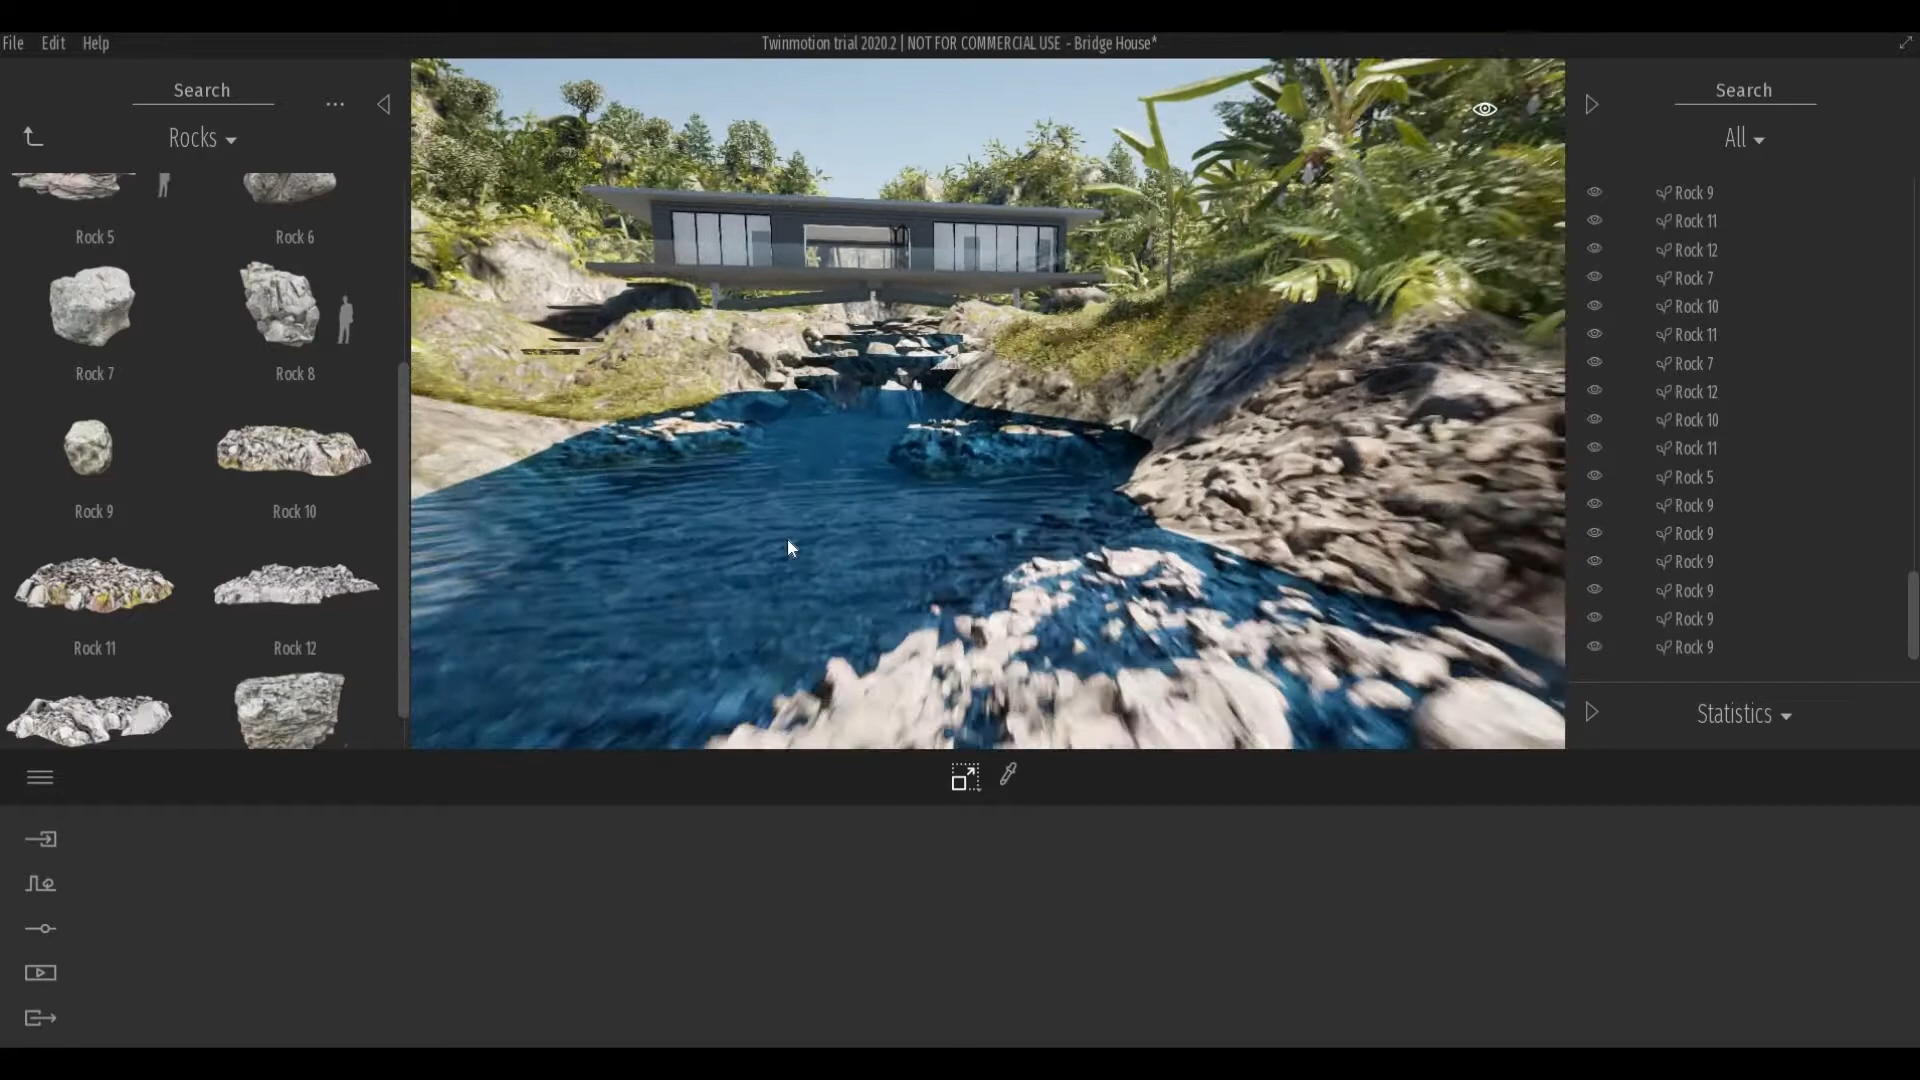 File Edit Help
Twinmotion trial 2020.2 | NOT FOR COMMERCIAL USE - Bridge House*
Search
...
Rocks
Rock 5
Rock 6
Rock 7
Rock 8
Rock 9
Rock 10
Rock 11
Rock 12
Search
All
Rock 9
Rock 11
Rock 12
Rock 7
Rock 10
Rock 11
Rock 7
Rock 12
Rock 10
Rock 11
Rock 5
Rock 9
Rock 9
Rock 9
Rock 9
Rock 9
Rock 9
Statistics